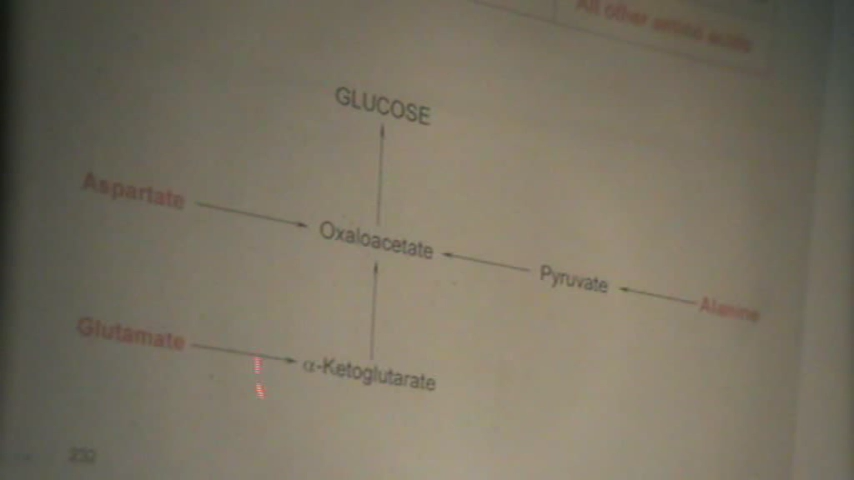 All other amino acids
GLUCOSE
Aspartate
Oxaloacetate
Pyruvate
Alanine
Glutamate
α-Ketoglutarate